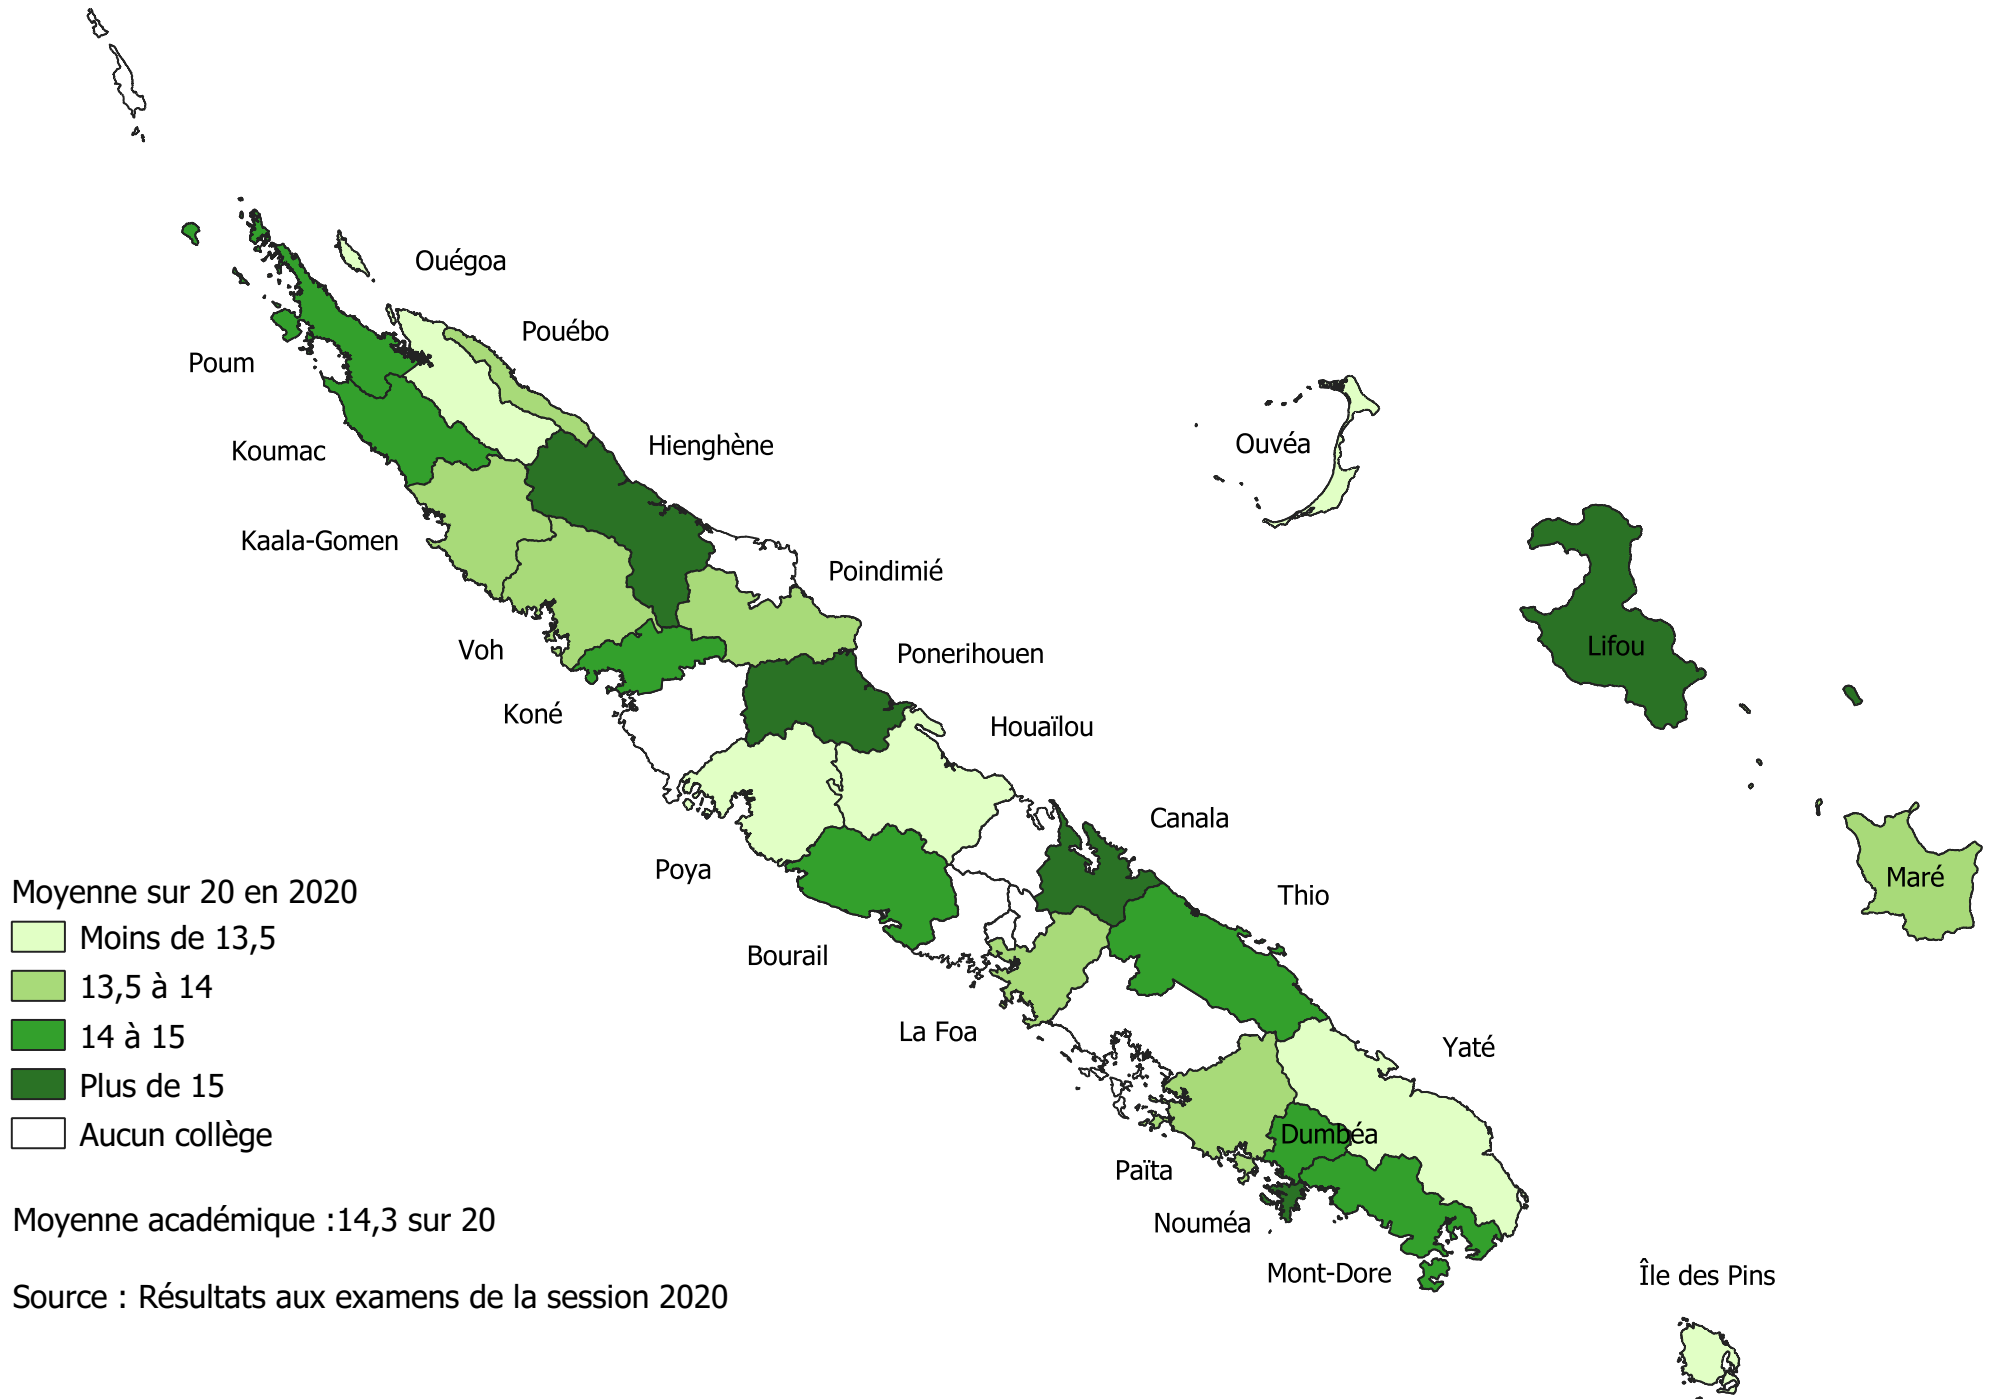 Ouégoa
Pouébo
Poum
Hienghène
Ouvéa
Koumac
Kaala-Gomen
Poindimié
Lifou
Voh
Ponerihouen
Koné
Houaïlou
Canala
Poya
Maré
Thio
Moyenne sur 20 en 2020
Moins de 13,5
13,5 à 14
14 à 15
Plus de 15
Aucun collège
Bourail
La Foa
Yaté
Dumbéa
Païta
Nouméa
Mont-Dore
Île des Pins
Moyenne académique :14,3 sur 20
Source : Résultats aux examens de la session 2020